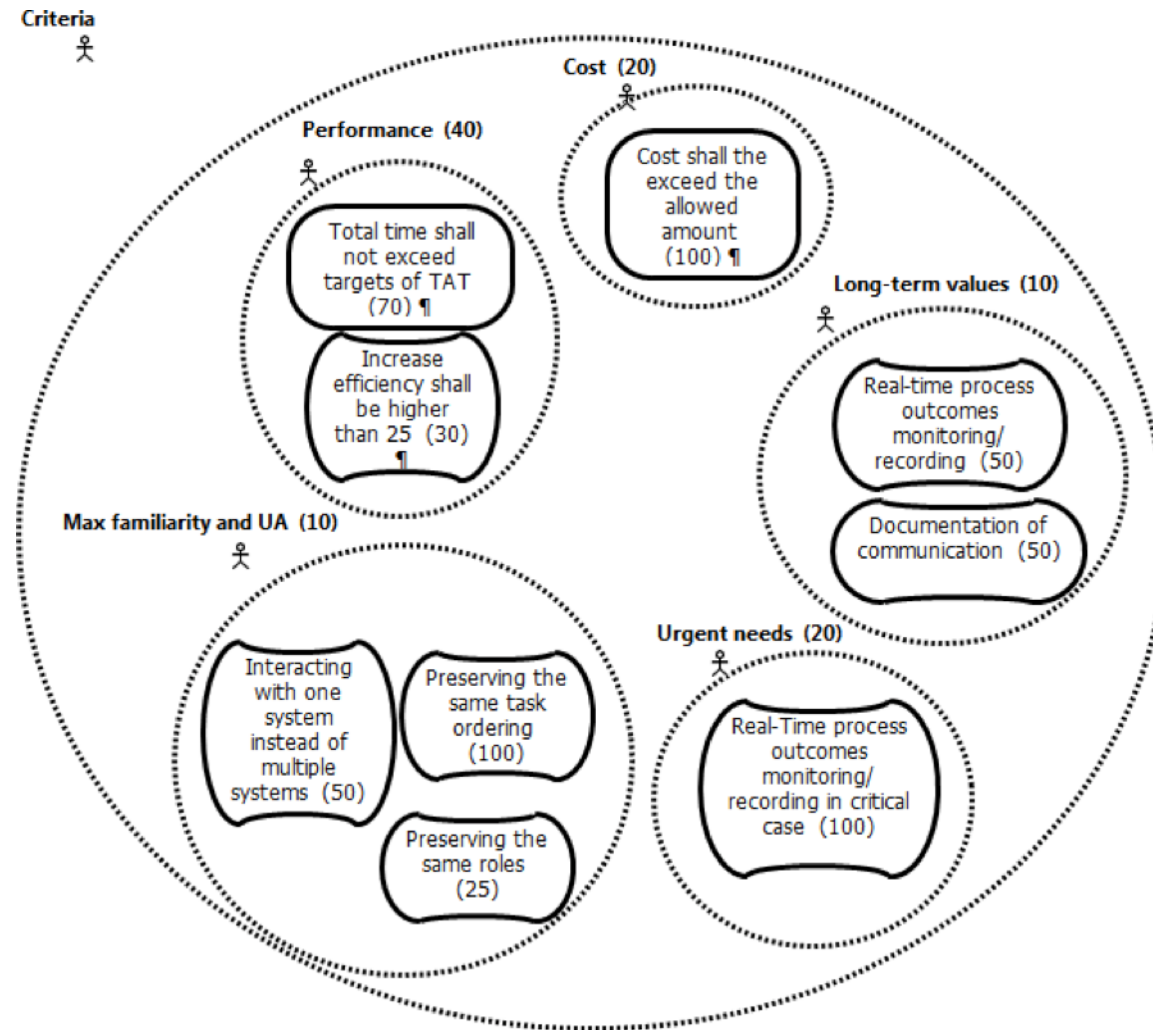 Criteria
Cost (20)
Cost shall the
exceed the
allowed
amount
(100) ¶
Performance (40)
Total time shall
not exceed
targets of TAT
(70) ¶
Increase
efficiency shall
be higher
than 25 (30)
¶
Long-term values (10)
Real-time process
outcomes
monitoring/
recording (50)
Documentation of
communication (50)
Max familiarity and UA (10)
Interacting
with one
system
instead of
multiple
systems (50)
Preserving the
same task
ordering
(100)
Preserving the
same roles
(25)
Urgent needs (20)
Real-Time process
outcomes
monitoring/
recording in critical
case (100)